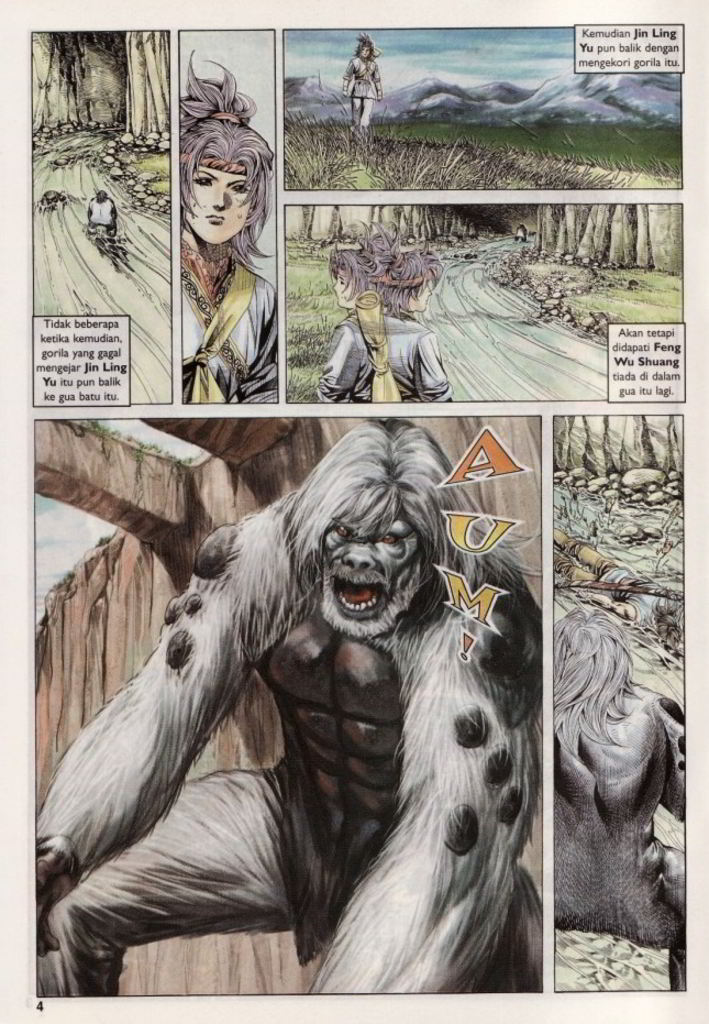 Tidak beberapa
ketika kemudian,
gorila yang gagal
mengejar Jin Ling
Yu itu pun balik
ke gua batu itu.
Kemudian Jin Ling
Yu pun balik dengan
mengekori gorila itu.
Akan tetapi
didapati Feng
Wu Shuang
tiada di dalam
gua itu lagi.
A
U
M
!
4